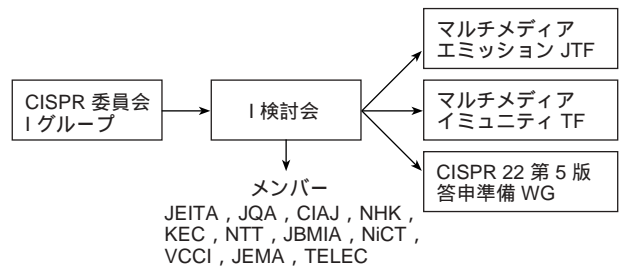 CISPR 委員会
I グループ
I 検討会
マルチメディア
エミッション JTF
マルチメディア
イミュニティ TF
CISPR 22 第 5 版
答申準備 WG
メンバー
JEITA , JQA , CIAJ , NHK ,
KEC , NTT , JBMIA , NiCT ,
VCCI , JEMA , TELEC